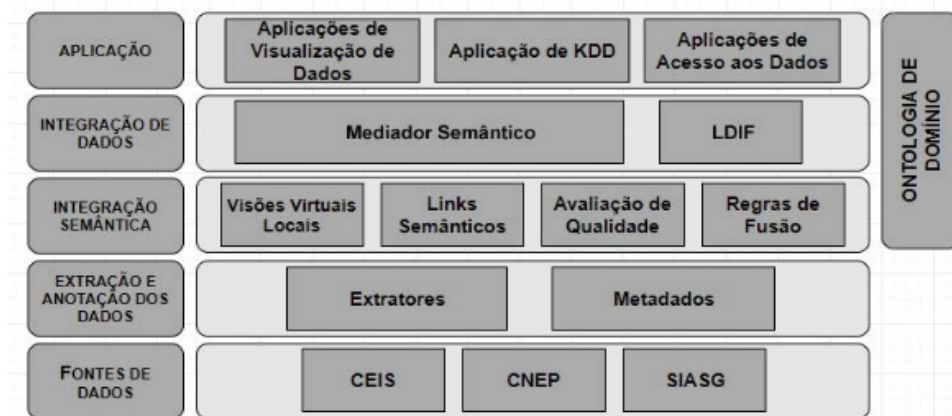 APLICAÇÃO
Aplicações de
Visualização de
Dados
Aplicação de KDD
Aplicações de
Acesso aos Dados
INTEGRAÇÃO DE
DADOS
Mediador Semântico
LDIF
INTEGRAÇÃO
SEMÂNTICA
Visões Virtuais
Locais
Links
Semânticos
Avaliação de
Qualidade
Regras de
Fusão
EXTRAÇÃO E
ANOTAÇÃO DOS
DADOS
Extratores
Metadados
FONTES DE
DADOS
CEIS
CNEP
SIASG
ONTOLOGIA DE
DOMÍNIO